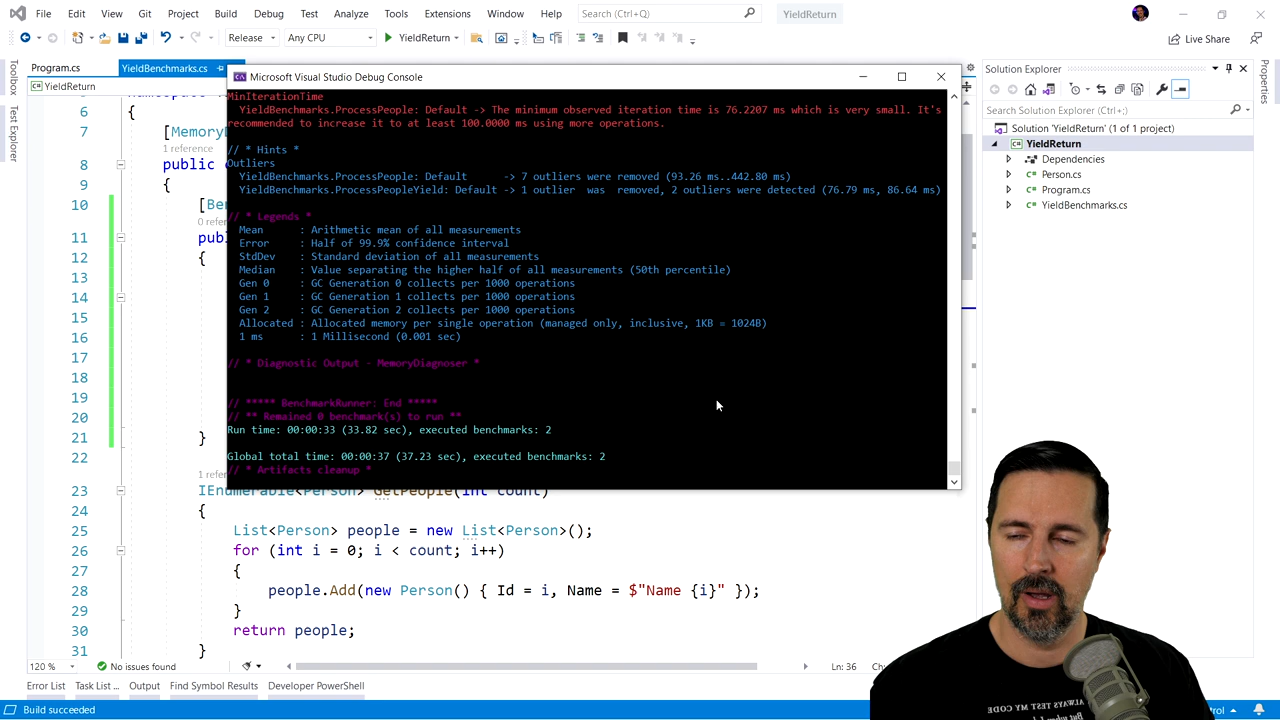 File Edit View Git Project Build Debug Test Analyze Tools Extensions Window Help Search (Ctrl+Q) YieldReturn
Release Any CPU YieldReturn Live Share
Toolbox
Test Explorer
Program.cs YieldBenchmarks.cs
YieldReturn
Microsoft Visual Studio Debug Console
MinIterationTime
YieldBenchmarks.ProcessPeople: Default -> The minimum observed iteration time is 76.2207 ms which is very small. It's
recommended to increase it to at least 100.0000 ms using more operations.
// * Hints *
Outliers
YieldBenchmarks.ProcessPeople: Default -> 7 outliers were removed (93.26 ms..442.80 ms)
YieldBenchmarks.ProcessPeopleYield: Default -> 1 outlier was removed, 2 outliers were detected (76.79 ms, 86.64 ms)
// * Legends *
Mean : Arithmetic mean of all measurements
Error : Half of 99.9% confidence interval
StdDev : Standard deviation of all measurements
Median : Value separating the higher half of all measurements (50th percentile)
Gen 0 : GC Generation 0 collects per 1000 operations
Gen 1 : GC Generation 1 collects per 1000 operations
Gen 2 : GC Generation 2 collects per 1000 operations
Allocated : Allocated memory per single operation (managed only, inclusive, 1KB = 1024B)
1 ms : 1 Millisecond (0.001 sec)
// * Diagnostic Output - MemoryDiagnoser *
// ***** BenchmarkRunner: End *****
// ** Remained 0 benchmark(s) to run **
Run time: 00:00:33 (33.82 sec), executed benchmarks: 2
Global total time: 00:00:37 (37.23 sec), executed benchmarks: 2
// * Artifacts cleanup *
6 {
7 [MemoryD
1 reference
8 public
9 {
10 [Ben
0 refere
11 publ
12 {
13
14
15
16
17
18
19
20
21 }
22
1 refere
23 IEnumerable<Person> GetPeople(int count)
24 {
25 List<Person> people = new List<Person>();
26 for (int i = 0; i < count; i++)
27 {
28 people.Add(new Person() { Id = i, Name = $"Name {i}" });
29 }
30 return people;
31 }
120 % No issues found Ln: 36
Error List Task List ... Output Find Symbol Results Developer PowerShell
Build succeeded
Solution Explorer
Search Solution Explorer (Ctrl+;)
Solution 'YieldReturn' (1 of 1 project)
YieldReturn
Dependencies
Person.cs
Program.cs
YieldBenchmarks.cs
Properties
ALWAYS TEST MY CODE